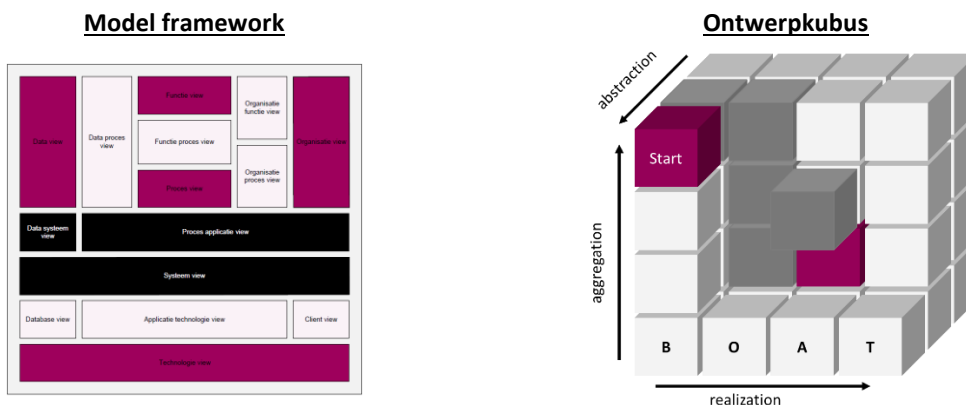 Model framework
Functie view
Data view
Data proces view
Functie proces view
Organisatie
functie view
Organisatie view
Proces view
Organisatie
proces view
Data systeem
view
Proces applicatie view
Systeem view
Database view
Applicatie technologie view
Client view
Technologie view
Ontwerpkubus
abstraction
Start
aggregation
B O A T
realization